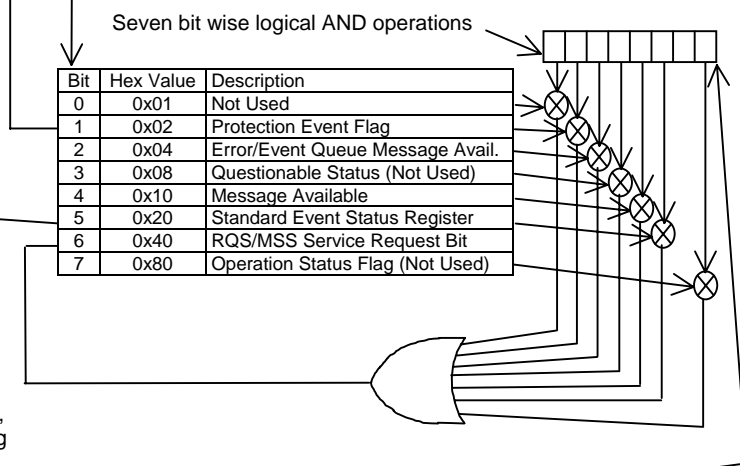 Seven bit wise logical AND operations
Bit Hex Value Description
0 0x01 Not Used
1 0x02 Protection Event Flag
2 0x04 Error/Event Queue Message Avail.
3 0x08 Questionable Status (Not Used)
4 0x10 Message Available
5 0x20 Standard Event Status Register
6 0x40 RQS/MSS Service Request Bit
7 0x80 Operation Status Flag (Not Used)
,
g